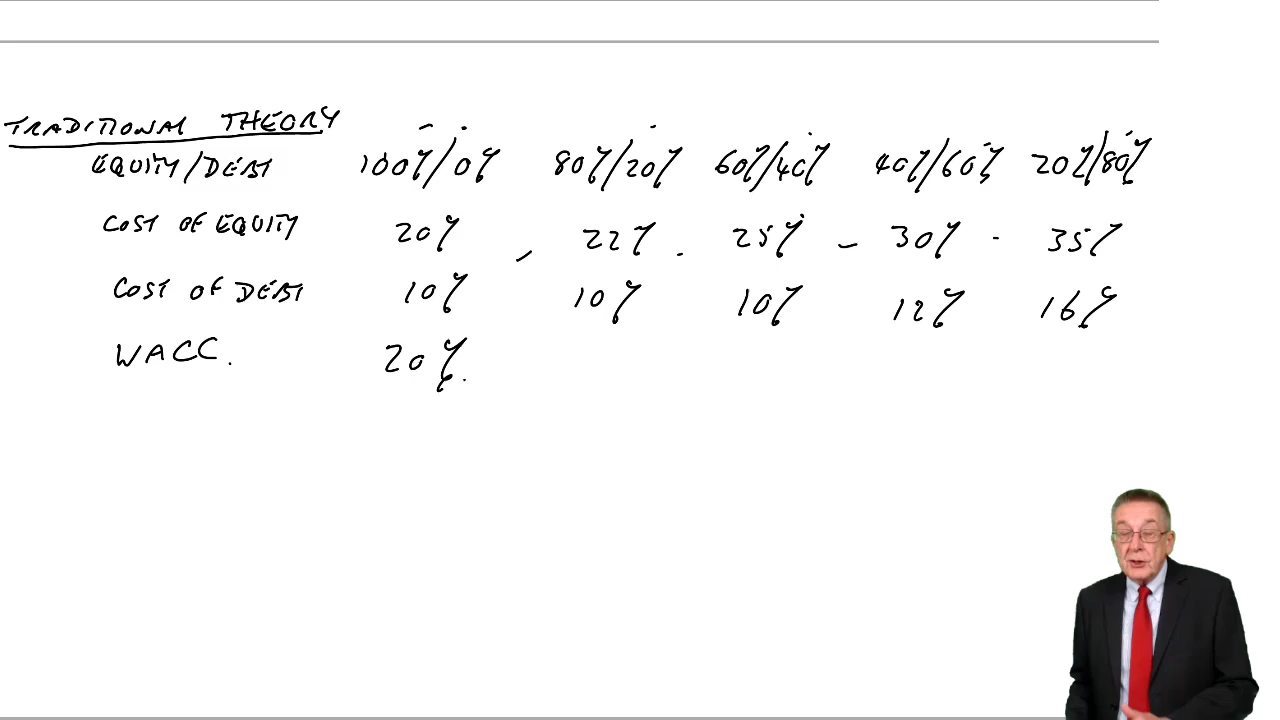 TRADITIONAL THEORY
EQUITY/DEBT 100%/0% 80%/20% 60%/40% 40%/60% 20%/80%
COST OF EQUITY 20% 22% 25% 30% 35%
COST OF DEBT 10% 10% 10% 12% 16%
WACC. 20%.